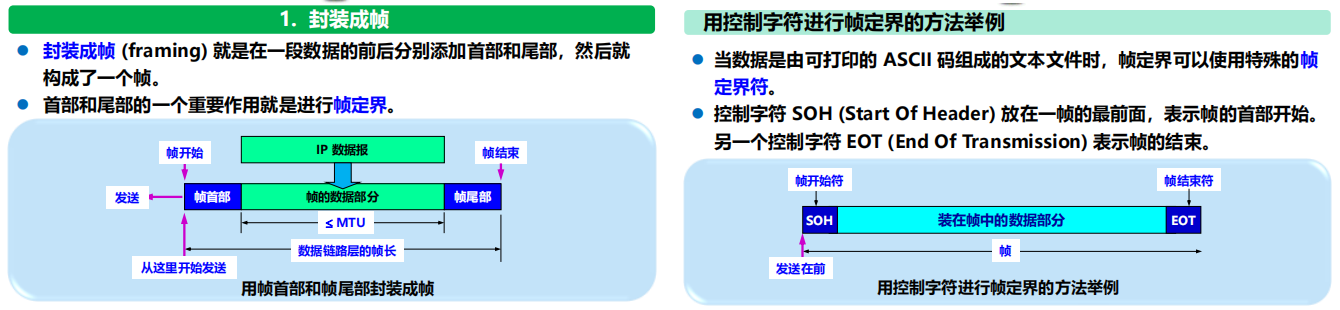 1. 封装成帧
封装成帧 (framing) 就是在一段数据的前后分别添加首部和尾部，然后就
构成了一个帧。
首部和尾部的一个重要作用就是进行帧定界。
IP 数据报
帧开始
帧结束
发送
帧首部
帧的数据部分
帧尾部
≤ MTU
数据链路层的帧长
从这里开始发送
用帧首部和帧尾部封装成帧
用控制字符进行帧定界的方法举例
当数据是由可打印的 ASCII 码组成的文本文件时，帧定界可以使用特殊的帧
定界符。
控制字符 SOH (Start Of Header) 放在一帧的最前面，表示帧的首部开始。
另一个控制字符 EOT (End Of Transmission) 表示帧的结束。
帧开始符
帧结束符
SOH
装在帧中的数据部分
EOT
帧
发送在前
用控制字符进行帧定界的方法举例